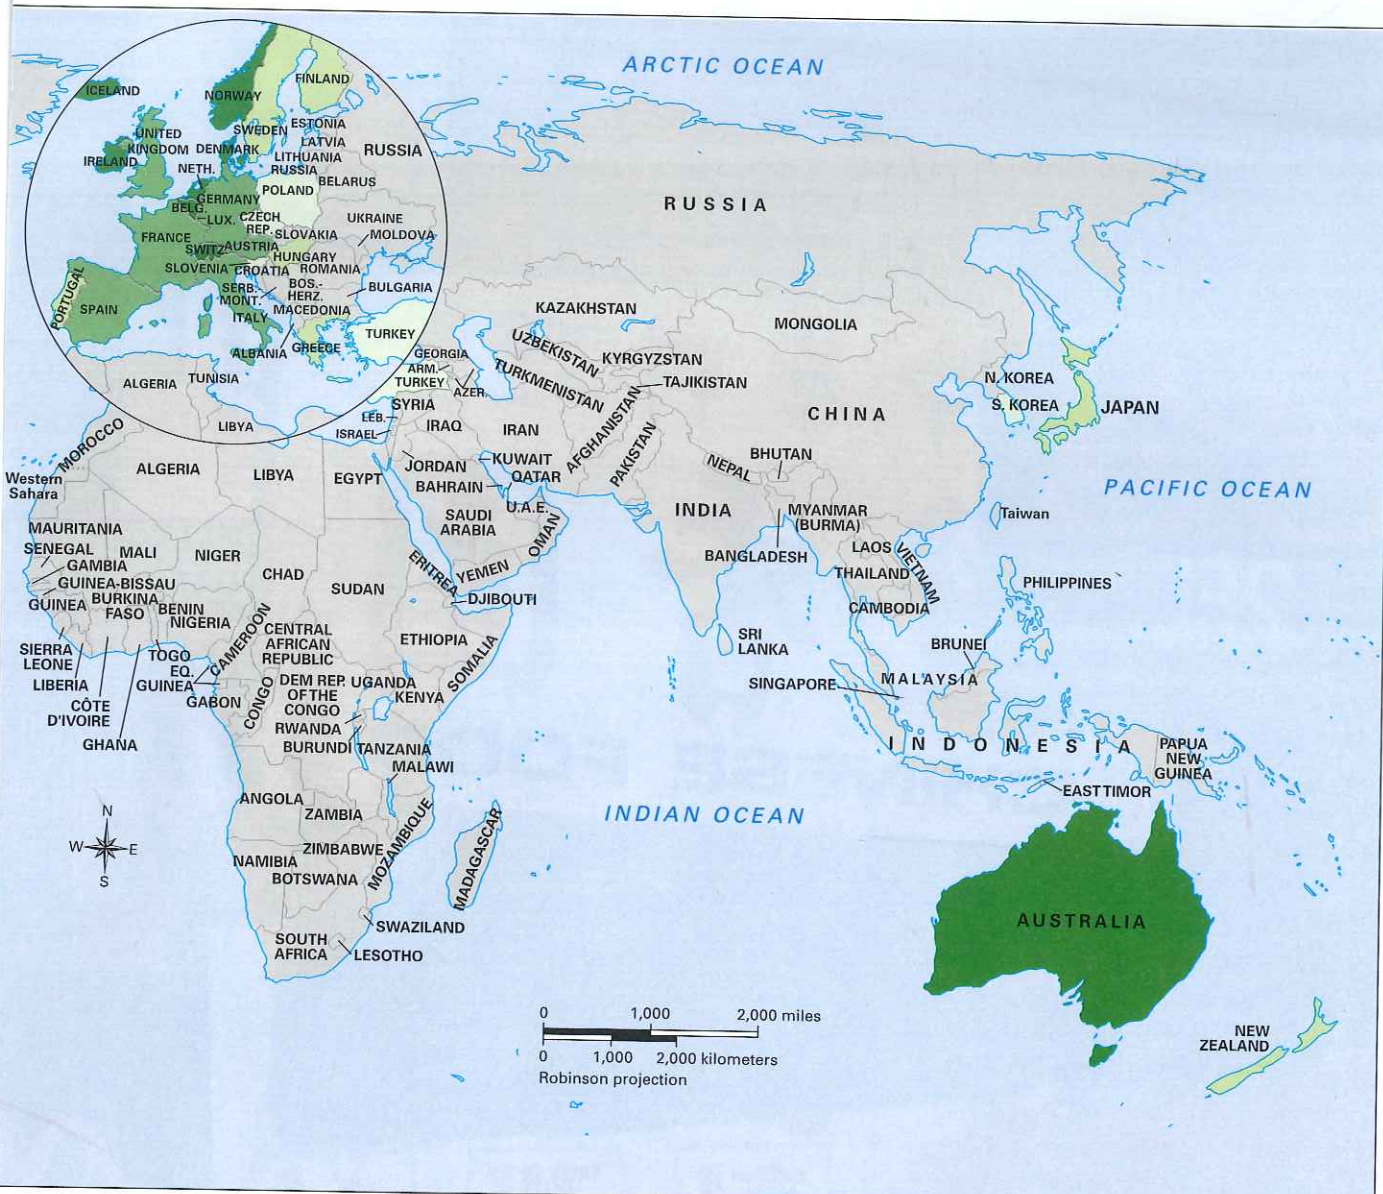 ARCTIC OCEAN
ICELAND
NORWAY
FINLAND
SWEDEN
ESTONIA
LATVIA
LITHUANIA
RUSSIA
RUSSIA
UNITED
KINGDOM
DENMARK
IRELAND
NETH.
BELARUS
POLAND
GERMANY
BELG.
LUX.
CZECH
REP.
SLOVAKIA
UKRAINE
MOLDOVA
FRANCE
SWITZ.
AUSTRIA
HUNGARY
SLOVENIA
CROATIA
ROMANIA
SERB.-
MONT.
BOS.-
HERZ.
BULGARIA
PORTUGAL
SPAIN
ITALY
MACEDONIA
ALBANIA
GREECE
TURKEY
ALGERIA
TUNISIA
LIBYA
RUSSIA
KAZAKHSTAN
MONGOLIA
UZBEKISTAN
KYRGYZSTAN
GEORGIA
ARM.
TURKEY
AZER.
TURKMENISTAN
TAJIKISTAN
N. KOREA
S. KOREA
JAPAN
CHINA
SYRIA
LEB.
ISRAEL
IRAQ
IRAN
AFGHANISTAN
PAKISTAN
MOROCCO
Western
Sahara
ALGERIA
LIBYA
EGYPT
JORDAN
KUWAIT
BAHRAIN
QATAR
U.A.E.
SAUDI
ARABIA
OMAN
YEMEN
NEPAL
BHUTAN
INDIA
BANGLADESH
MYANMAR
(BURMA)
LAOS
VIETNAM
THAILAND
CAMBODIA
Taiwan
PACIFIC OCEAN
PHILIPPINES
MAURITANIA
SENEGAL
GAMBIA
MALI
NIGER
CHAD
SUDAN
ERITREA
DJIBOUTI
GUINEA-BISSAU
GUINEA
BURKINA
FASO
BENIN
NIGERIA
CAMEROON
CENTRAL
AFRICAN
REPUBLIC
ETHIOPIA
SOMALIA
SIERRA
LEONE
LIBERIA
CÔTE
D'IVOIRE
GHANA
TOGO
EQ.
GUINEA
GABON
CONGO
DEM REP.
OF THE
CONGO
UGANDA
KENYA
RWANDA
BURUNDI
TANZANIA
MALAWI
SRI
LANKA
BRUNEI
MALAYSIA
SINGAPORE
INDONESIA
PAPUA
NEW
GUINEA
EAST TIMOR
ANGOLA
ZAMBIA
ZIMBABWE
MOZAMBIQUE
MADAGASCAR
NAMIBIA
BOTSWANA
SWAZILAND
SOUTH
AFRICA
LESOTHO
INDIAN OCEAN
AUSTRALIA
NEW
ZEALAND
N
W
E
S
0 1,000 2,000 miles
0 1,000 2,000 kilometers
Robinson projection